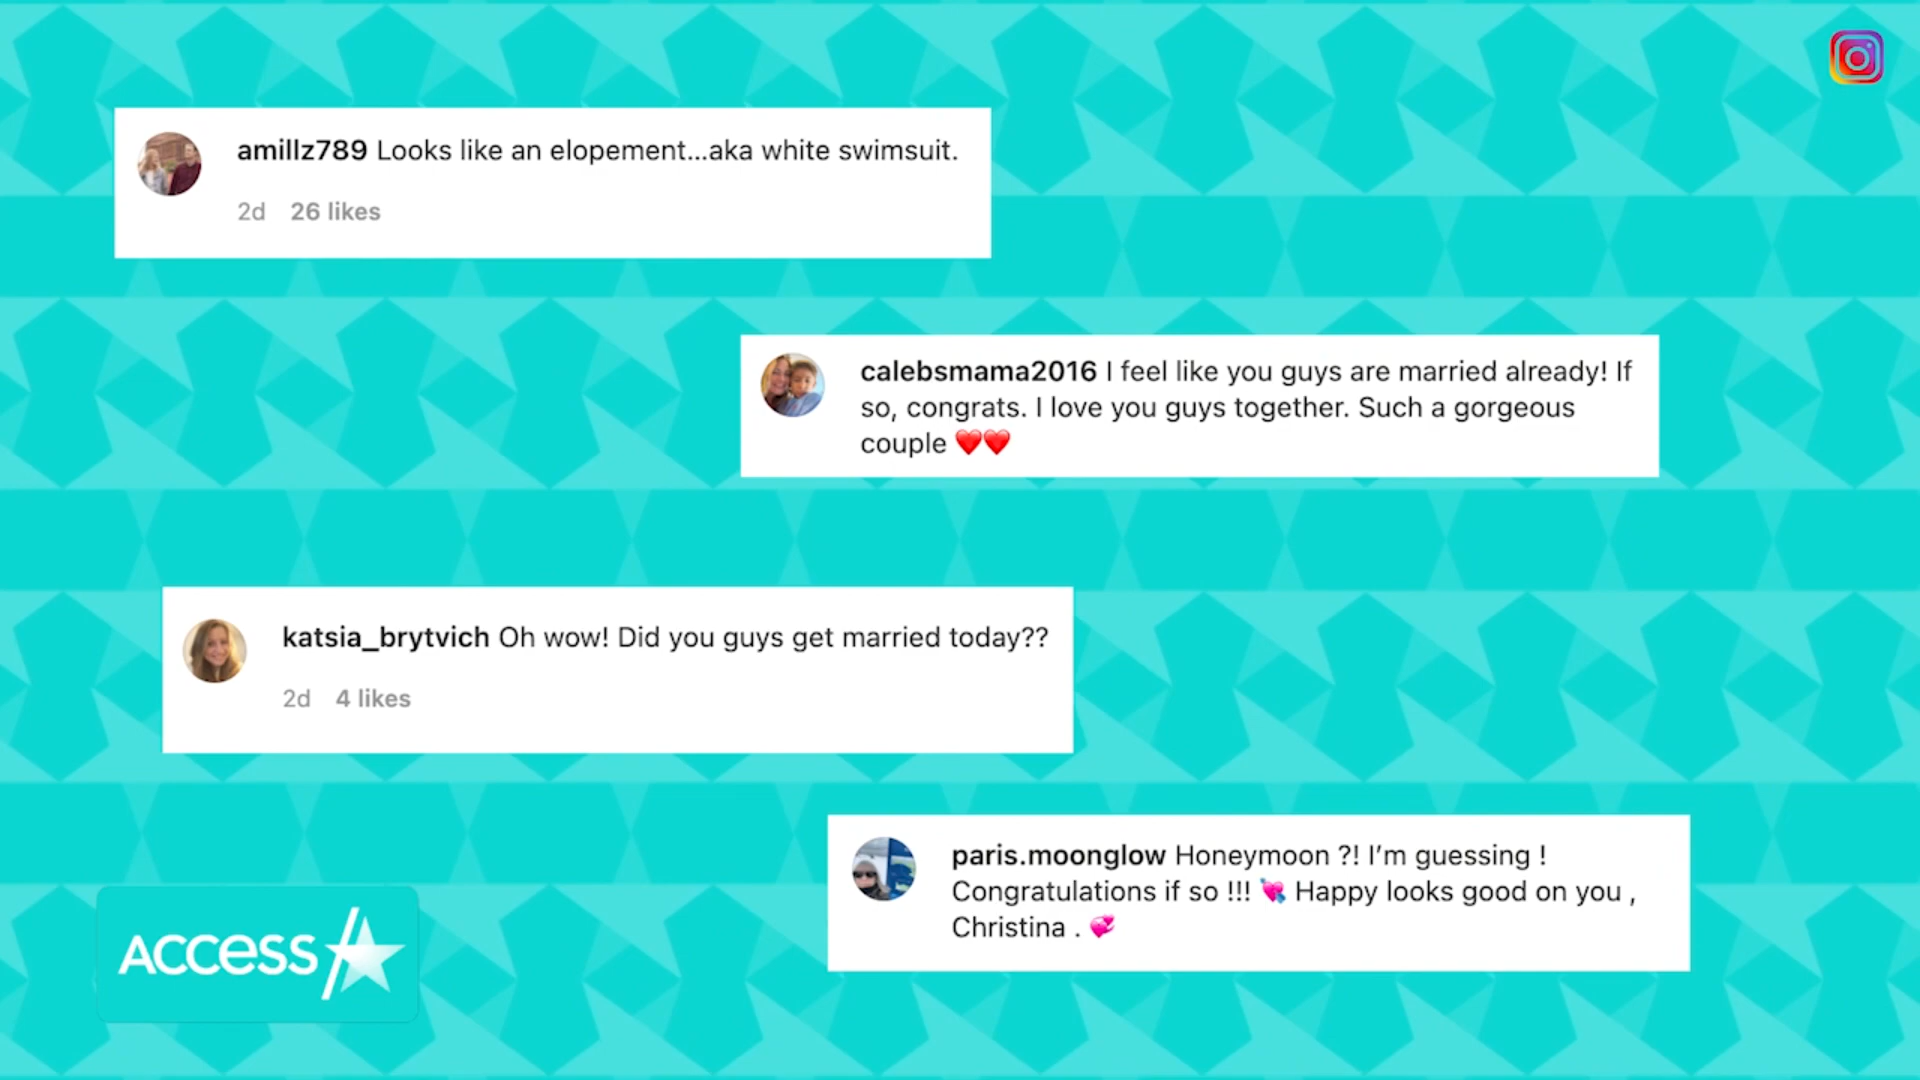 amillz789 Looks like an elopement...aka white swimsuit.
2d 26 likes
calebsmama2016 I feel like you guys are married already! If
so, congrats. I love you guys together. Such a gorgeous
couple ❤️❤️
katsia_brytvich Oh wow! Did you guys get married today??
2d 4 likes
paris.moonglow Honeymoon ?! I’m guessing !
Congratulations if so !!! 💘 Happy looks good on you ,
Christina . 💞
access